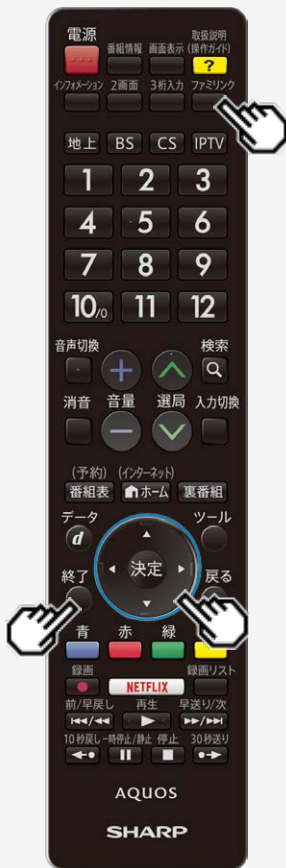 電源
番組情報 画面表示 取扱説明
(操作ガイド)
?
インフォメーション 2画面 3桁入力 ファミリンク
地上 BS CS IPTV
1 2 3
4 5 6
7 8 9
10/0 11 12
音声切換 検索
+
消音 音量 選局 入力切換
−
(予約) (インターネット)
番組表 ホーム 裏番組
データ ツール
d
決定
終了 戻る
青 赤 緑
録画 録画リスト
NETFLIX
前/早戻し 再生 早送り/次
10秒戻し 一時停止/静止 停止 30秒送り
AQUOS
SHARP